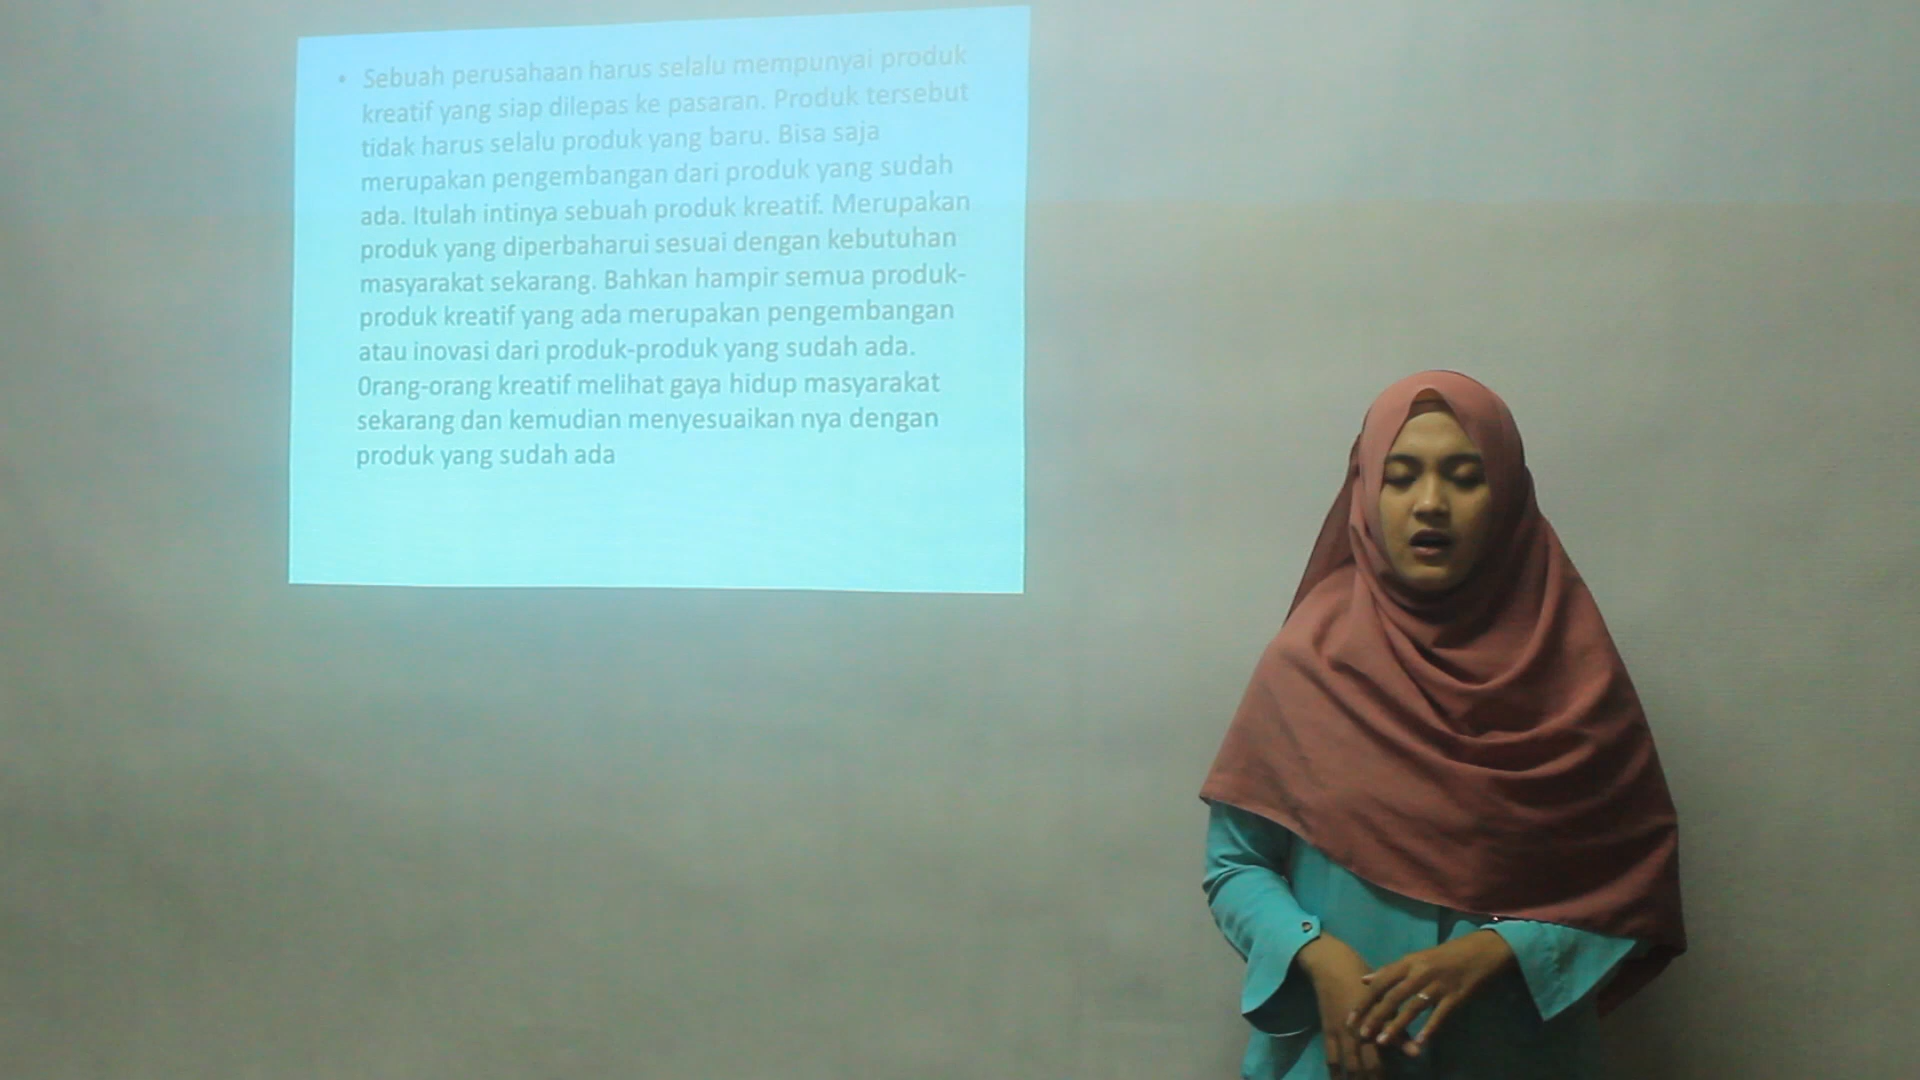 • Sebuah perusahaan harus selalu mempunyai produk
kreatif yang siap dilepas ke pasaran. Produk tersebut
tidak harus selalu produk yang baru. Bisa saja
merupakan pengembangan dari produk yang sudah
ada. Itulah intinya sebuah produk kreatif. Merupakan
produk yang diperbaharui sesuai dengan kebutuhan
masyarakat sekarang. Bahkan hampir semua produk-
produk kreatif yang ada merupakan pengembangan
atau inovasi dari produk-produk yang sudah ada.
0rang-orang kreatif melihat gaya hidup masyarakat
sekarang dan kemudian menyesuaikan nya dengan
produk yang sudah ada